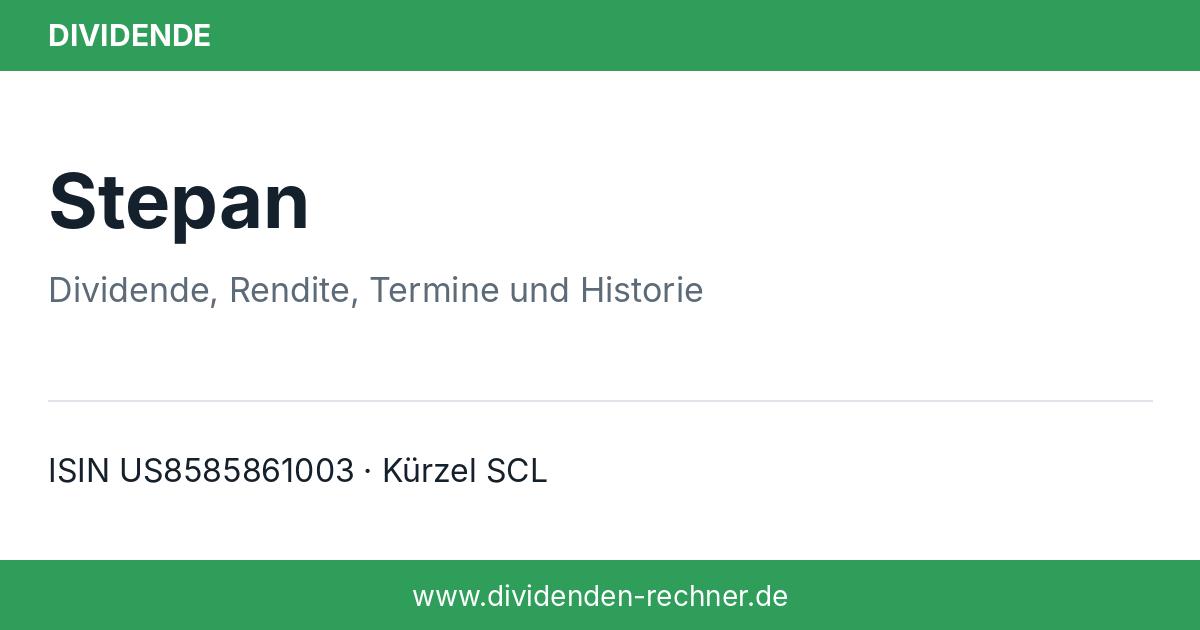 DIVIDENDE
Stepan
Dividende, Rendite, Termine und Historie
ISIN US8585861003 · Kürzel SCL
www.dividenden-rechner.de